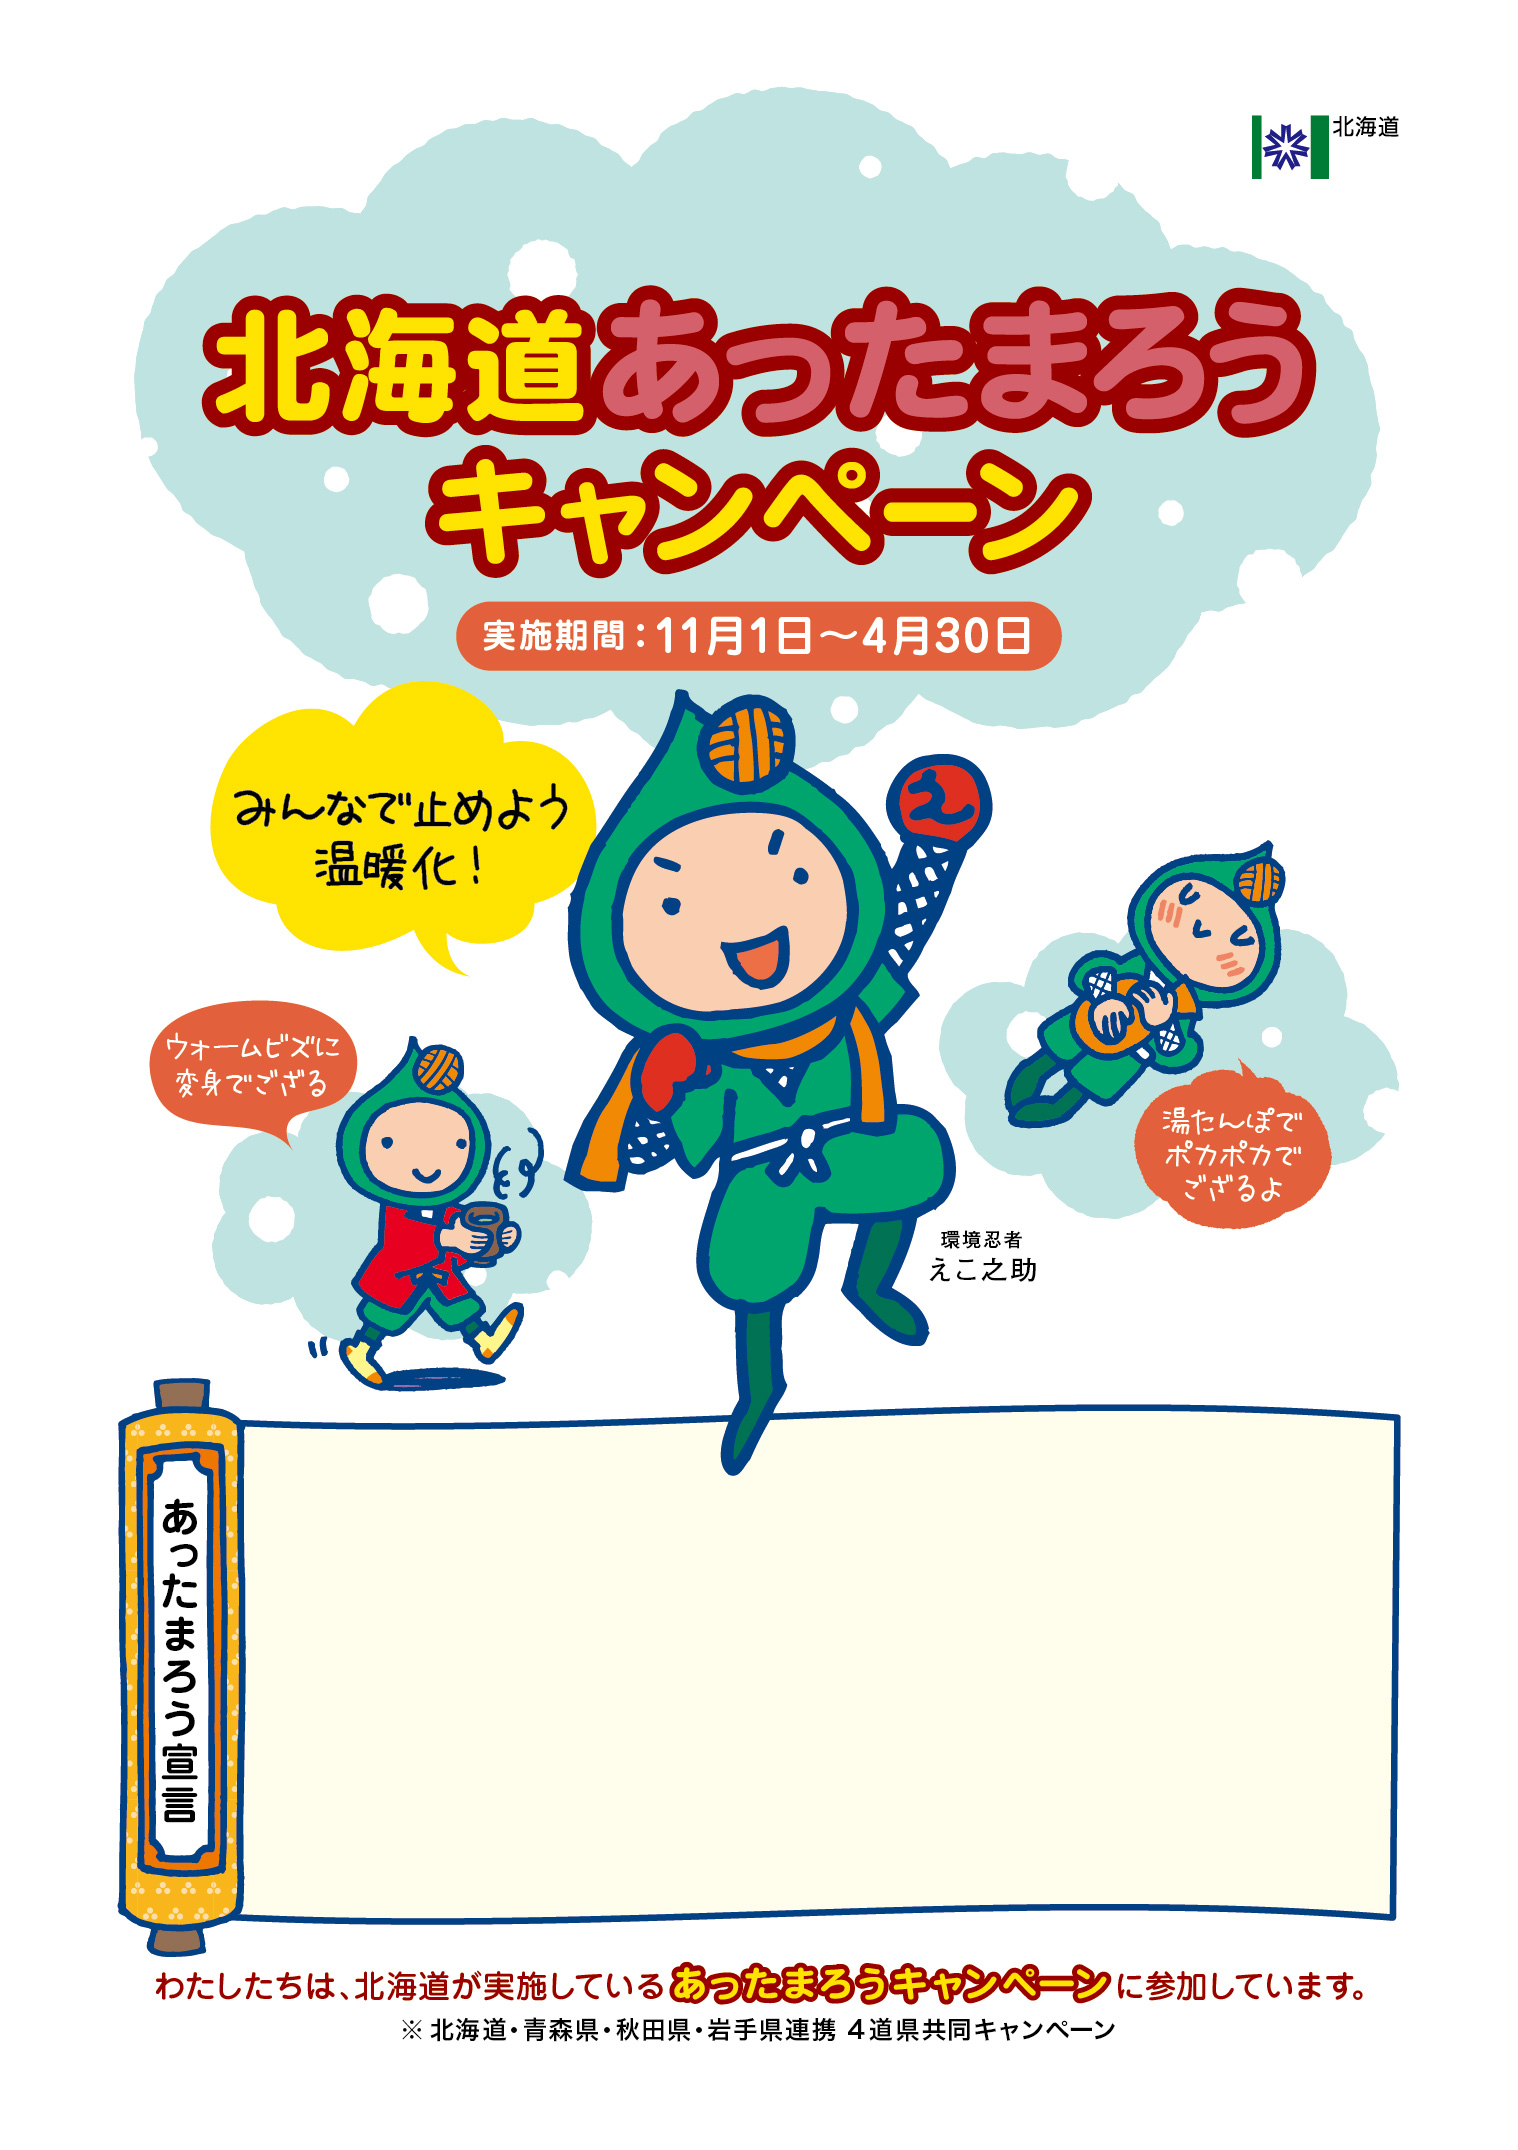 北海道
北海道あったまろう
キャンペーン
実施期間：11月1日～4月30日
みんなで止めよう
温暖化！
え
ウォームビズに
変身でござる
湯たんぽで
ポカポカで
ござるよ
環境忍者
えこ之助
あったまろう宣言
わたしたちは、北海道が実施しているあったまろうキャンペーンに参加しています。
※北海道・青森県・秋田県・岩手県連携 4道県共同キャンペーン